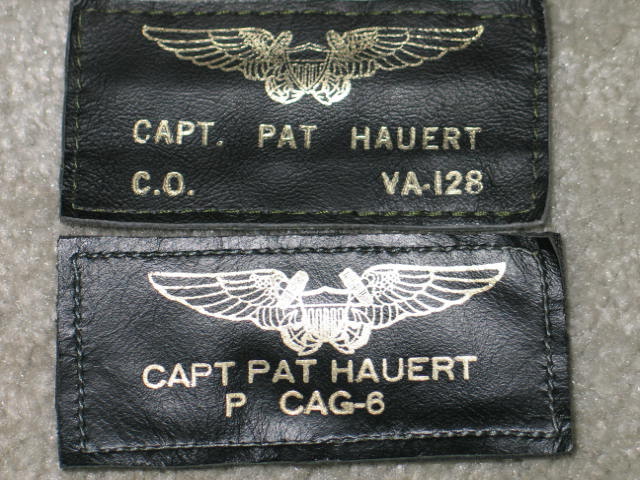 CAPT. PAT HAUERT
C.O. VA-128
CAPT PAT HAUERT
P CAG-6